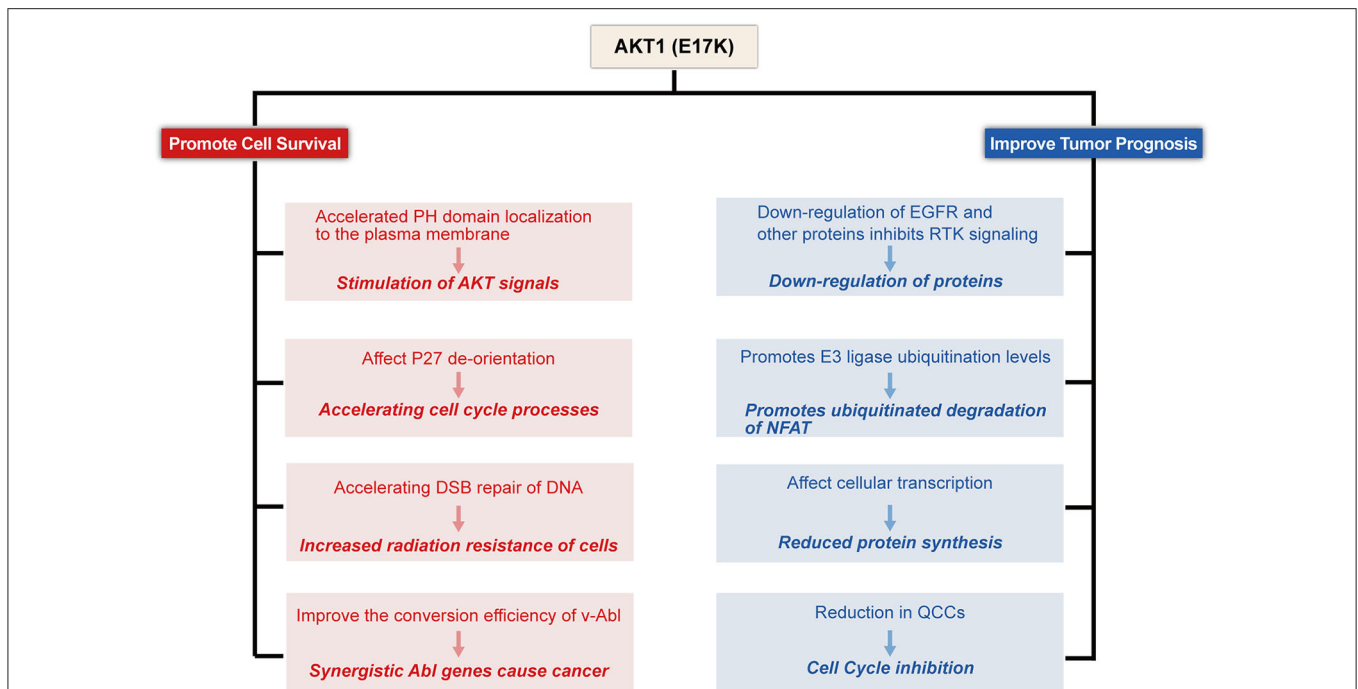 AKT1 (E17K)
Promote Cell Survival
Accelerated PH domain localization
to the plasma membrane
Stimulation of AKT signals
Affect P27 de-orientation
Accelerating cell cycle processes
Accelerating DSB repair of DNA
Increased radiation resistance of cells
Improve the conversion efficiency of v-Abl
Synergistic Abl genes cause cancer
Improve Tumor Prognosis
Down-regulation of EGFR and
other proteins inhibits RTK signaling
Down-regulation of proteins
Promotes E3 ligase ubiquitination levels
Promotes ubiquitinated degradation
of NFAT
Affect cellular transcription
Reduced protein synthesis
Reduction in QCCs
Cell Cycle inhibition